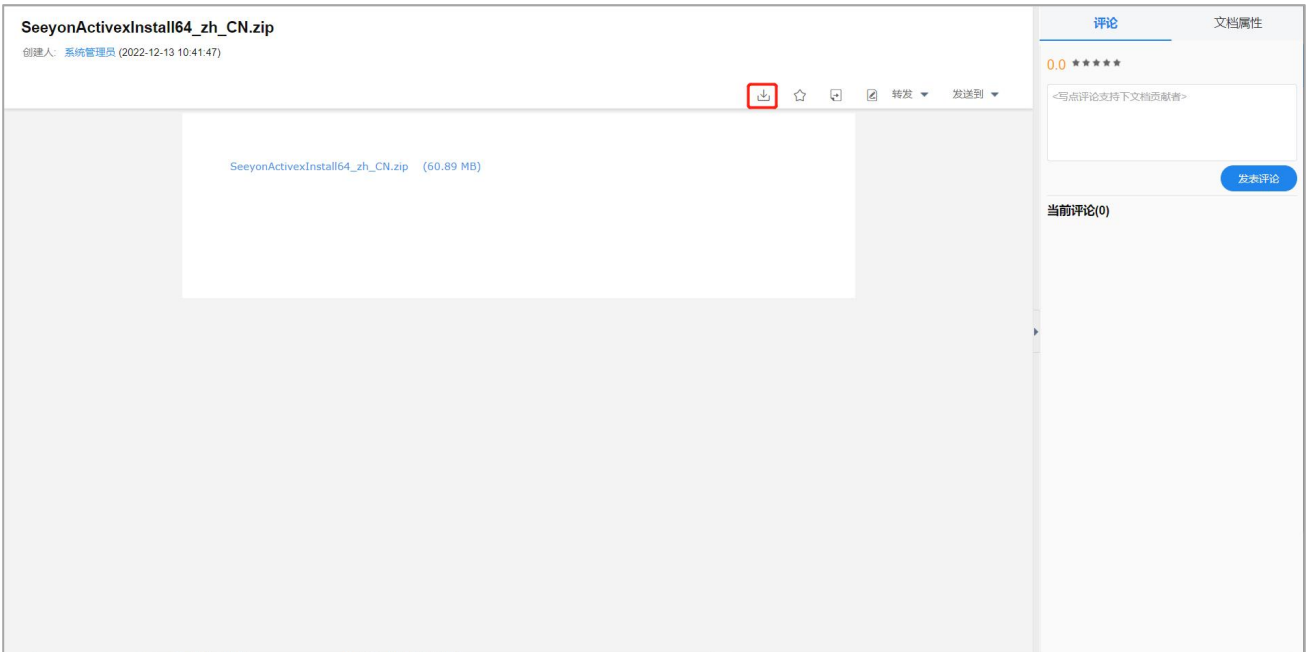 SeeyonActivexInstall64_zh_CN.zip
创建人: 系统管理员 (2022-12-13 10:41:47)
转发 发送到
SeeyonActivexInstall64_zh_CN.zip (60.89 MB)
评论 文档属性
0.0
<写点评论支持下文档贡献者>
发表评论
当前评论(0)